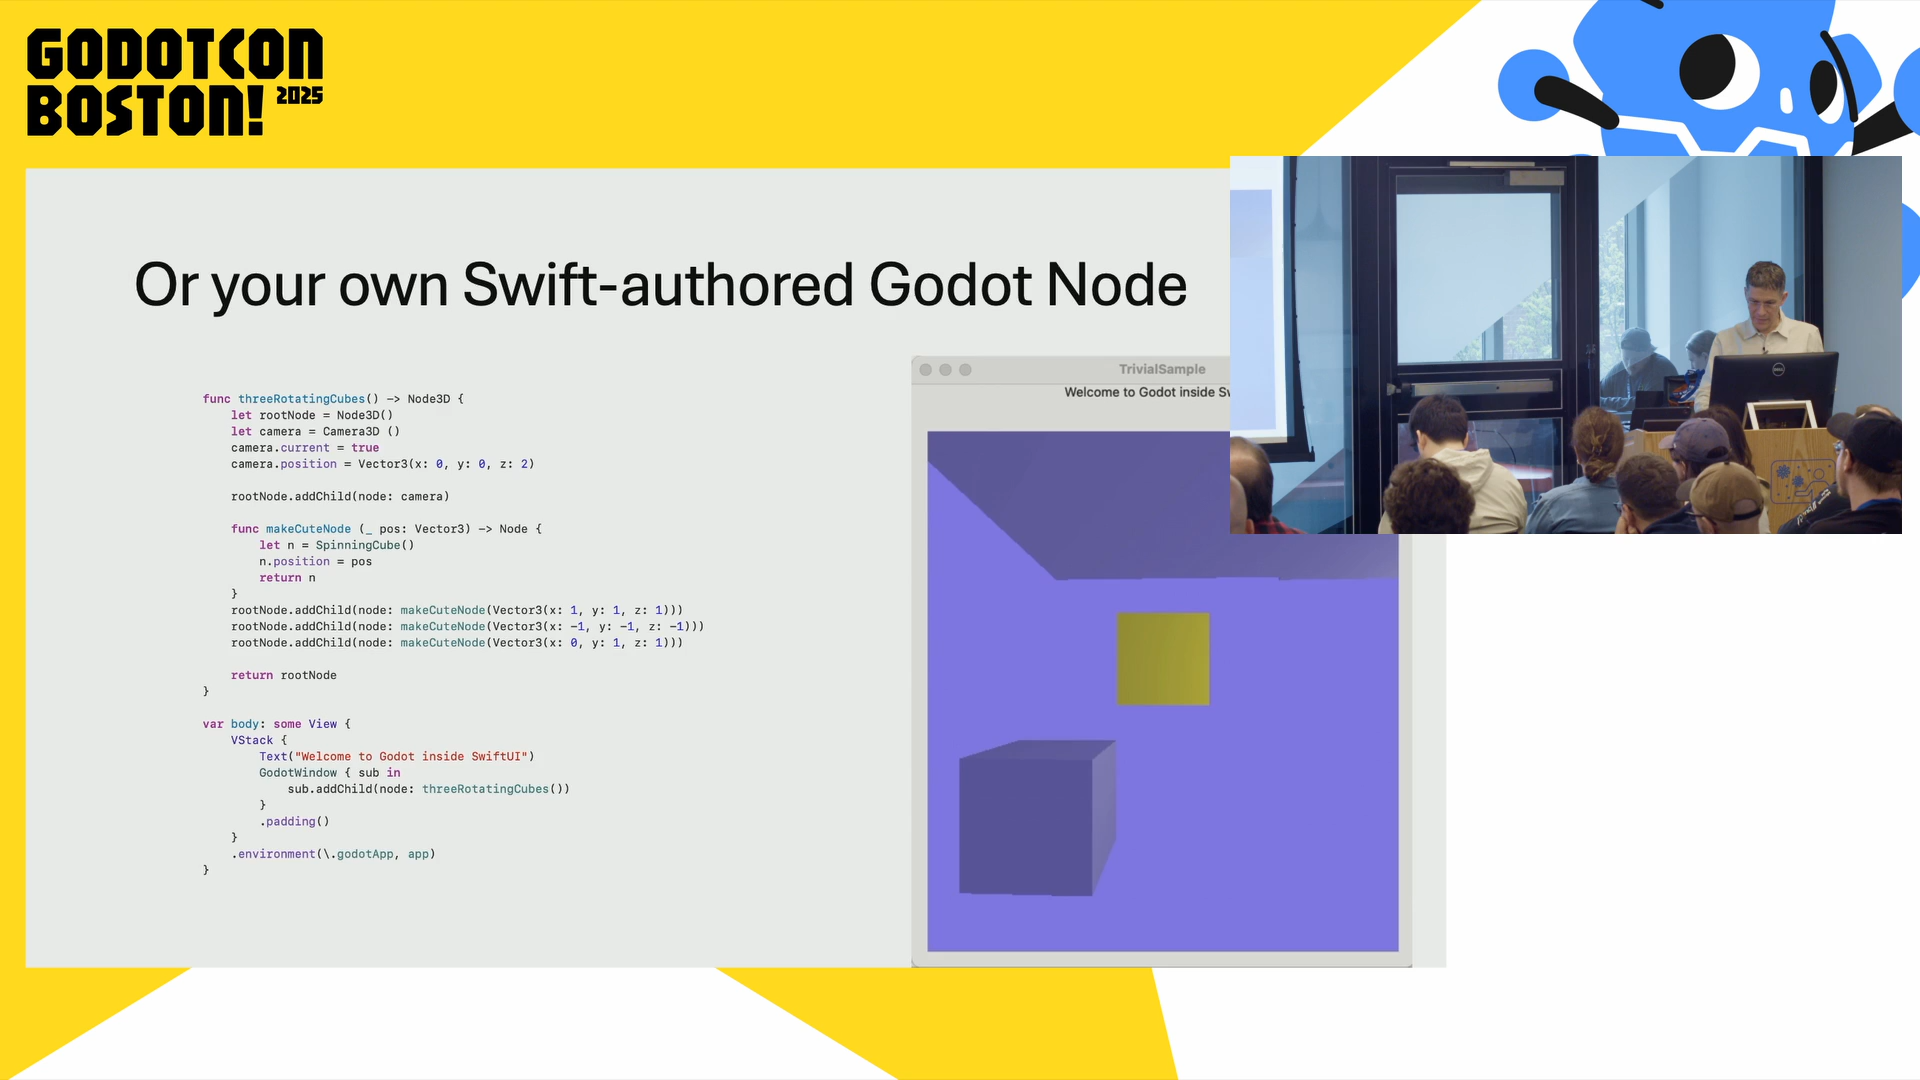 GODOTCON
BOSTON! 2025
Or your own Swift-authored Godot Node
func threeRotatingCubes() -> Node3D {
    let rootNode = Node3D()
    let camera = Camera3D ()
    camera.current = true
    camera.position = Vector3(x: 0, y: 0, z: 2)
    rootNode.addChild(node: camera)
    func makeCuteNode (_ pos: Vector3) -> Node {
        let n = SpinningCube()
        n.position = pos
        return n
    }
    rootNode.addChild(node: makeCuteNode(Vector3(x: 1, y: 1, z: 1)))
    rootNode.addChild(node: makeCuteNode(Vector3(x: -1, y: -1, z: -1)))
    rootNode.addChild(node: makeCuteNode(Vector3(x: 0, y: 1, z: 1)))
    return rootNode
}
var body: some View {
    VStack {
        Text("Welcome to Godot inside SwiftUI")
        GodotWindow { sub in
            sub.addChild(node: threeRotatingCubes())
        }
        .padding()
    }
    .environment(\.godotApp, app)
}
TrivialSample
Welcome to Godot inside
DELL